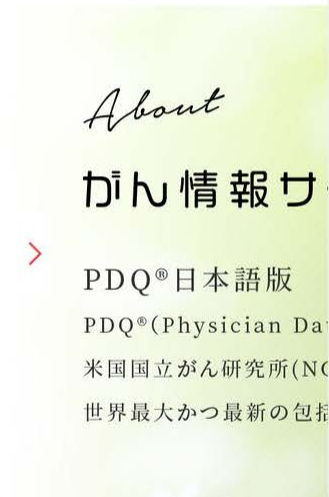 About
がん情報サ
PDQ®日本語版
PDQ®(Physician Da
米国国立がん研究所(NC
世界最大かつ最新の包括